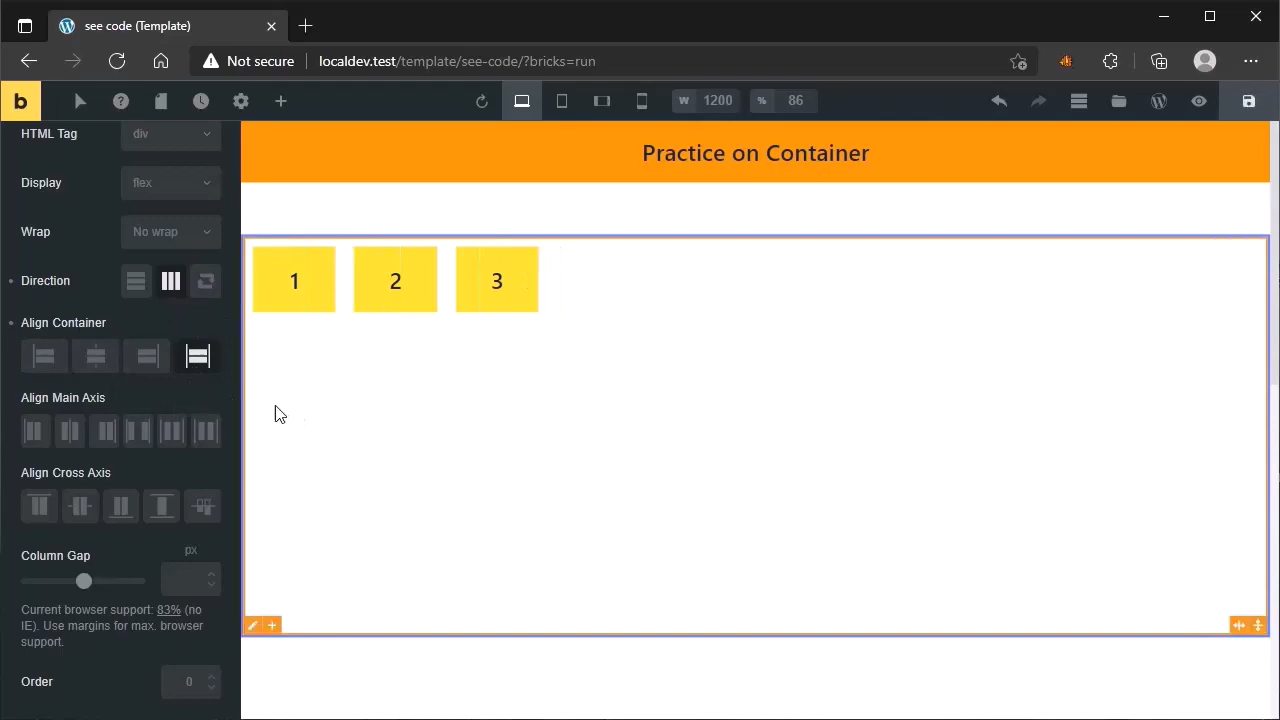 see code (Template)
Not secure
localdev.test/template/see-code/?bricks=run
b
W 1200
% 86
HTML Tag
div
Display
flex
Wrap
No wrap
Direction
Align Container
Align Main Axis
Align Cross Axis
Column Gap
px
Current browser support: 83% (no
IE). Use margins for max. browser
support.
Order
0
Practice on Container
1
2
3